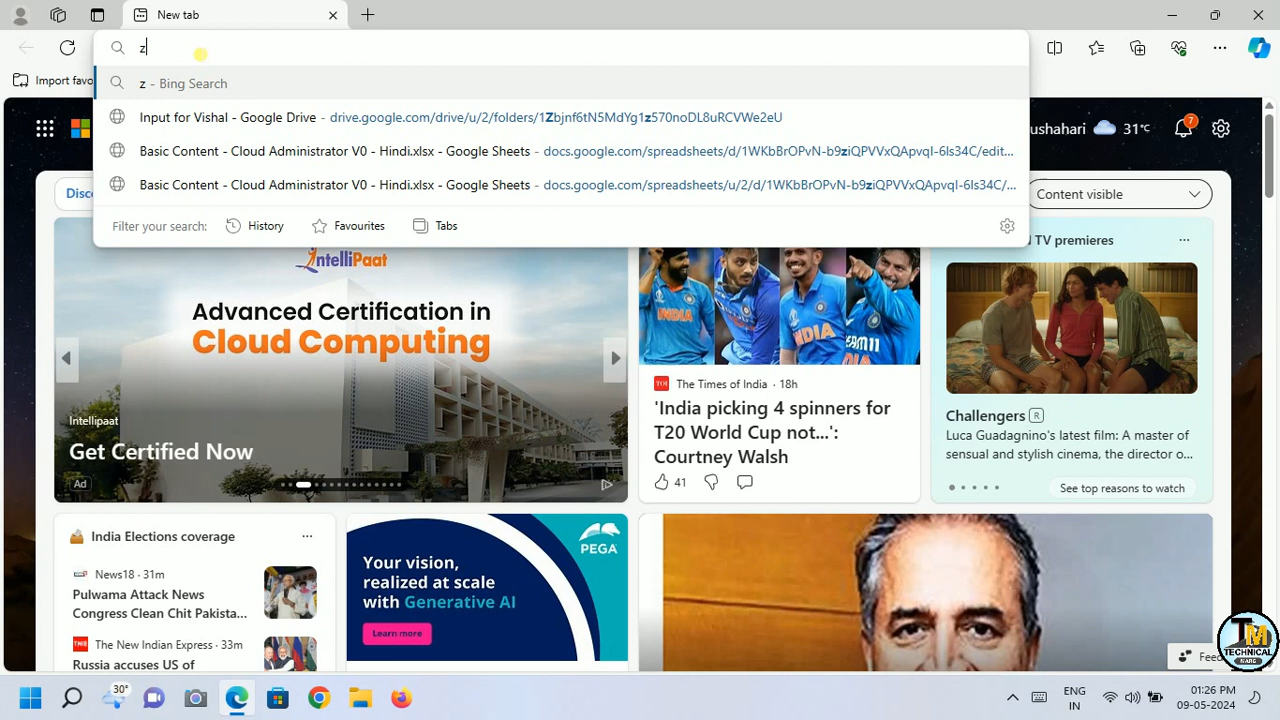 New tab
z
Import favo
z - Bing Search
Input for Vishal - Google Drive - drive.google.com/drive/u/2/folders/1Zbjnf6tN5MdYg1z570noDL8uRCVWe2eU
Basic Content - Cloud Administrator V0 - Hindi.xlsx - Google Sheets - docs.google.com/spreadsheets/d/1WKbBrOPvN-b9ziQPVVxQApvqI-6Is34C/edit...
Basic Content - Cloud Administrator V0 - Hindi.xlsx - Google Sheets - docs.google.com/spreadsheets/u/2/d/1WKbBrOPvN-b9ziQPVVxQApvqI-6Is34C/...
Filter your search: History Favourites Tabs
ushahari 31°C 7
Disc
Content visible
TV premieres
IntelliPaat
Advanced Certification in
Cloud Computing
Intellipaat
Get Certified Now
Ad
INDIA INDIA
The Times of India · 18h
'India picking 4 spinners for
T20 World Cup not...':
Courtney Walsh
41
Challengers R
Luca Guadagnino's latest film: A master of
sensual and stylish cinema, the director o...
See top reasons to watch
India Elections coverage
News18 · 31m
Pulwama Attack News
Congress Clean Chit Pakista...
The New Indian Express · 33m
Russia accuses US of
PEGA
Your vision,
realized at scale
with Generative AI
Learn more
Feed
TM
TECHNICAL
30°
ENG
IN
01:26 PM
09-05-2024